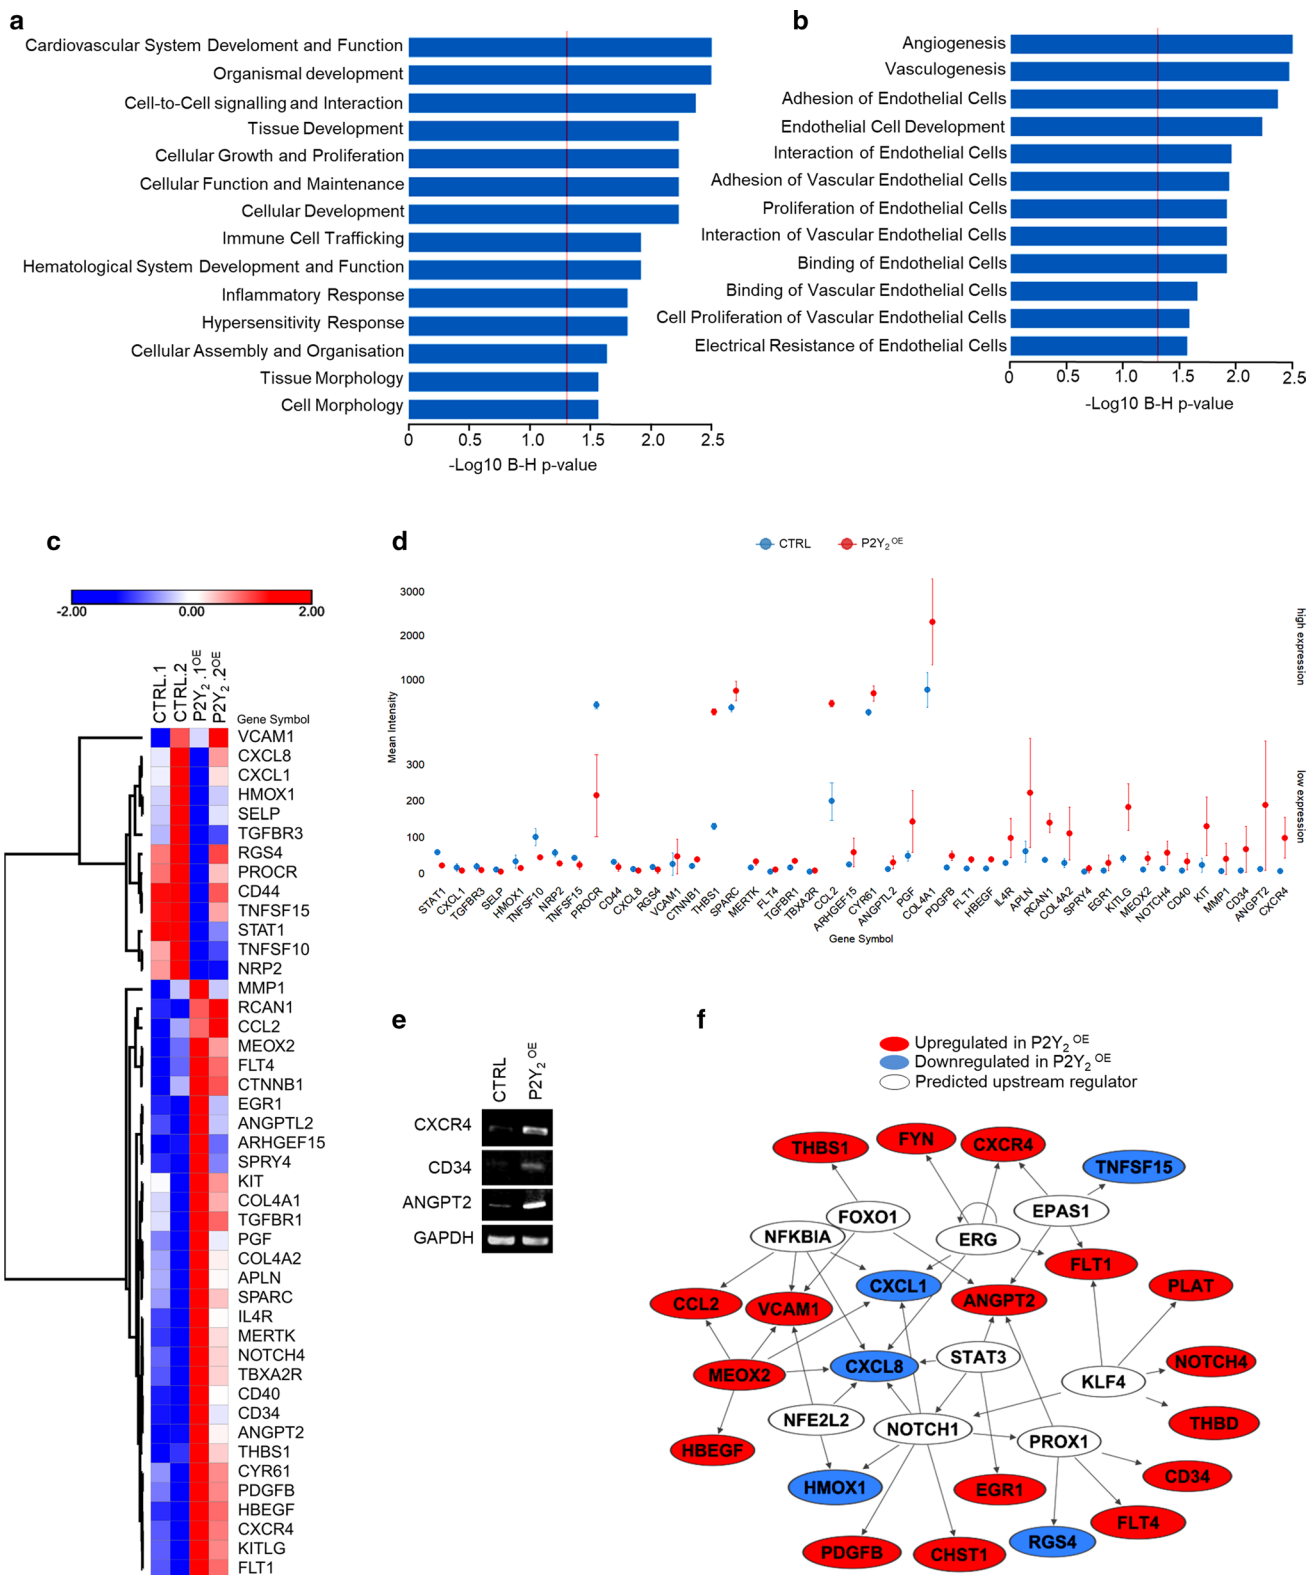 a
Cardiovascular System Develoment and Function
Organismal development
Cell-to-Cell signalling and Interaction
Tissue Development
Cellular Growth and Proliferation
Cellular Function and Maintenance
Cellular Development
Immune Cell Trafficking
Hematological System Development and Function
Inflammatory Response
Hypersensitivity Response
Cellular Assembly and Organisation
Tissue Morphology
Cell Morphology
0 0.5 1.0 1.5 2.0 2.5
-Log10 B-H p-value
b
Angiogenesis
Vasculogenesis
Adhesion of Endothelial Cells
Endothelial Cell Development
Interaction of Endothelial Cells
Adhesion of Vascular Endothelial Cells
Proliferation of Endothelial Cells
Interaction of Vascular Endothelial Cells
Binding of Endothelial Cells
Binding of Vascular Endothelial Cells
Cell Proliferation of Vascular Endothelial Cells
Electrical Resistance of Endothelial Cells
0 0.5 1.0 1.5 2.0 2.5
-Log10 B-H p-value
c
-2.00 0.00 2.00
CTRL.1
CTRL.2
P2Y2.1OE
P2Y2.2OE
Gene Symbol
VCAM1
CXCL8
CXCL1
HMOX1
SELP
TGFBR3
RGS4
PROCR
CD44
TNFSF15
STAT1
TNFSF10
NRP2
MMP1
RCAN1
CCL2
MEOX2
FLT4
CTNNB1
EGR1
ANGPTL2
ARHGEF15
SPRY4
KIT
COL4A1
TGFBR1
PGF
COL4A2
APLN
SPARC
IL4R
MERTK
NOTCH4
TBXA2R
CD40
CD34
ANGPT2
THBS1
CYR61
PDGFB
HBEGF
CXCR4
KITLG
FLT1
d
CTRL P2Y2 OE
3000
2000
1000
300
200
100
0
Mean Intensity
high expression
low expression
STAT1
CXCL1
TGFBR3
SELP
HMOX1
TNFSF10
NRP2
TNFSF15
PROCR
CD44
CXCL8
RGS4
VCAM1
CTNNB1
THBS1
SPARC
MERTK
FLT4
TGFBR1
TBXA2R
CCL2
ARHGEF15
CYR61
ANGPTL2
PGF
COL4A1
PDGFB
FLT1
HBEGF
IL4R
APLN
RCAN1
COL4A2
SPRY4
EGR1
KITLG
MEOX2
NOTCH4
CD40
KIT
MMP1
CD34
ANGPT2
CXCR4
Gene Symbol
e
CTRL
P2Y2 OE
CXCR4
CD34
ANGPT2
GAPDH
f
Upregulated in P2Y2 OE
Downregulated in P2Y2 OE
Predicted upstream regulator
THBS1
FYN
CXCR4
TNFSF15
FOXO1
EPAS1
NFKBIA
ERG
FLT1
CXCL1
PLAT
CCL2
VCAM1
ANGPT2
STAT3
NOTCH4
CXCL8
MEOX2
KLF4
NFE2L2
NOTCH1
THBD
PROX1
HBEGF
CD34
HMOX1
EGR1
FLT4
RGS4
PDGFB
CHST1